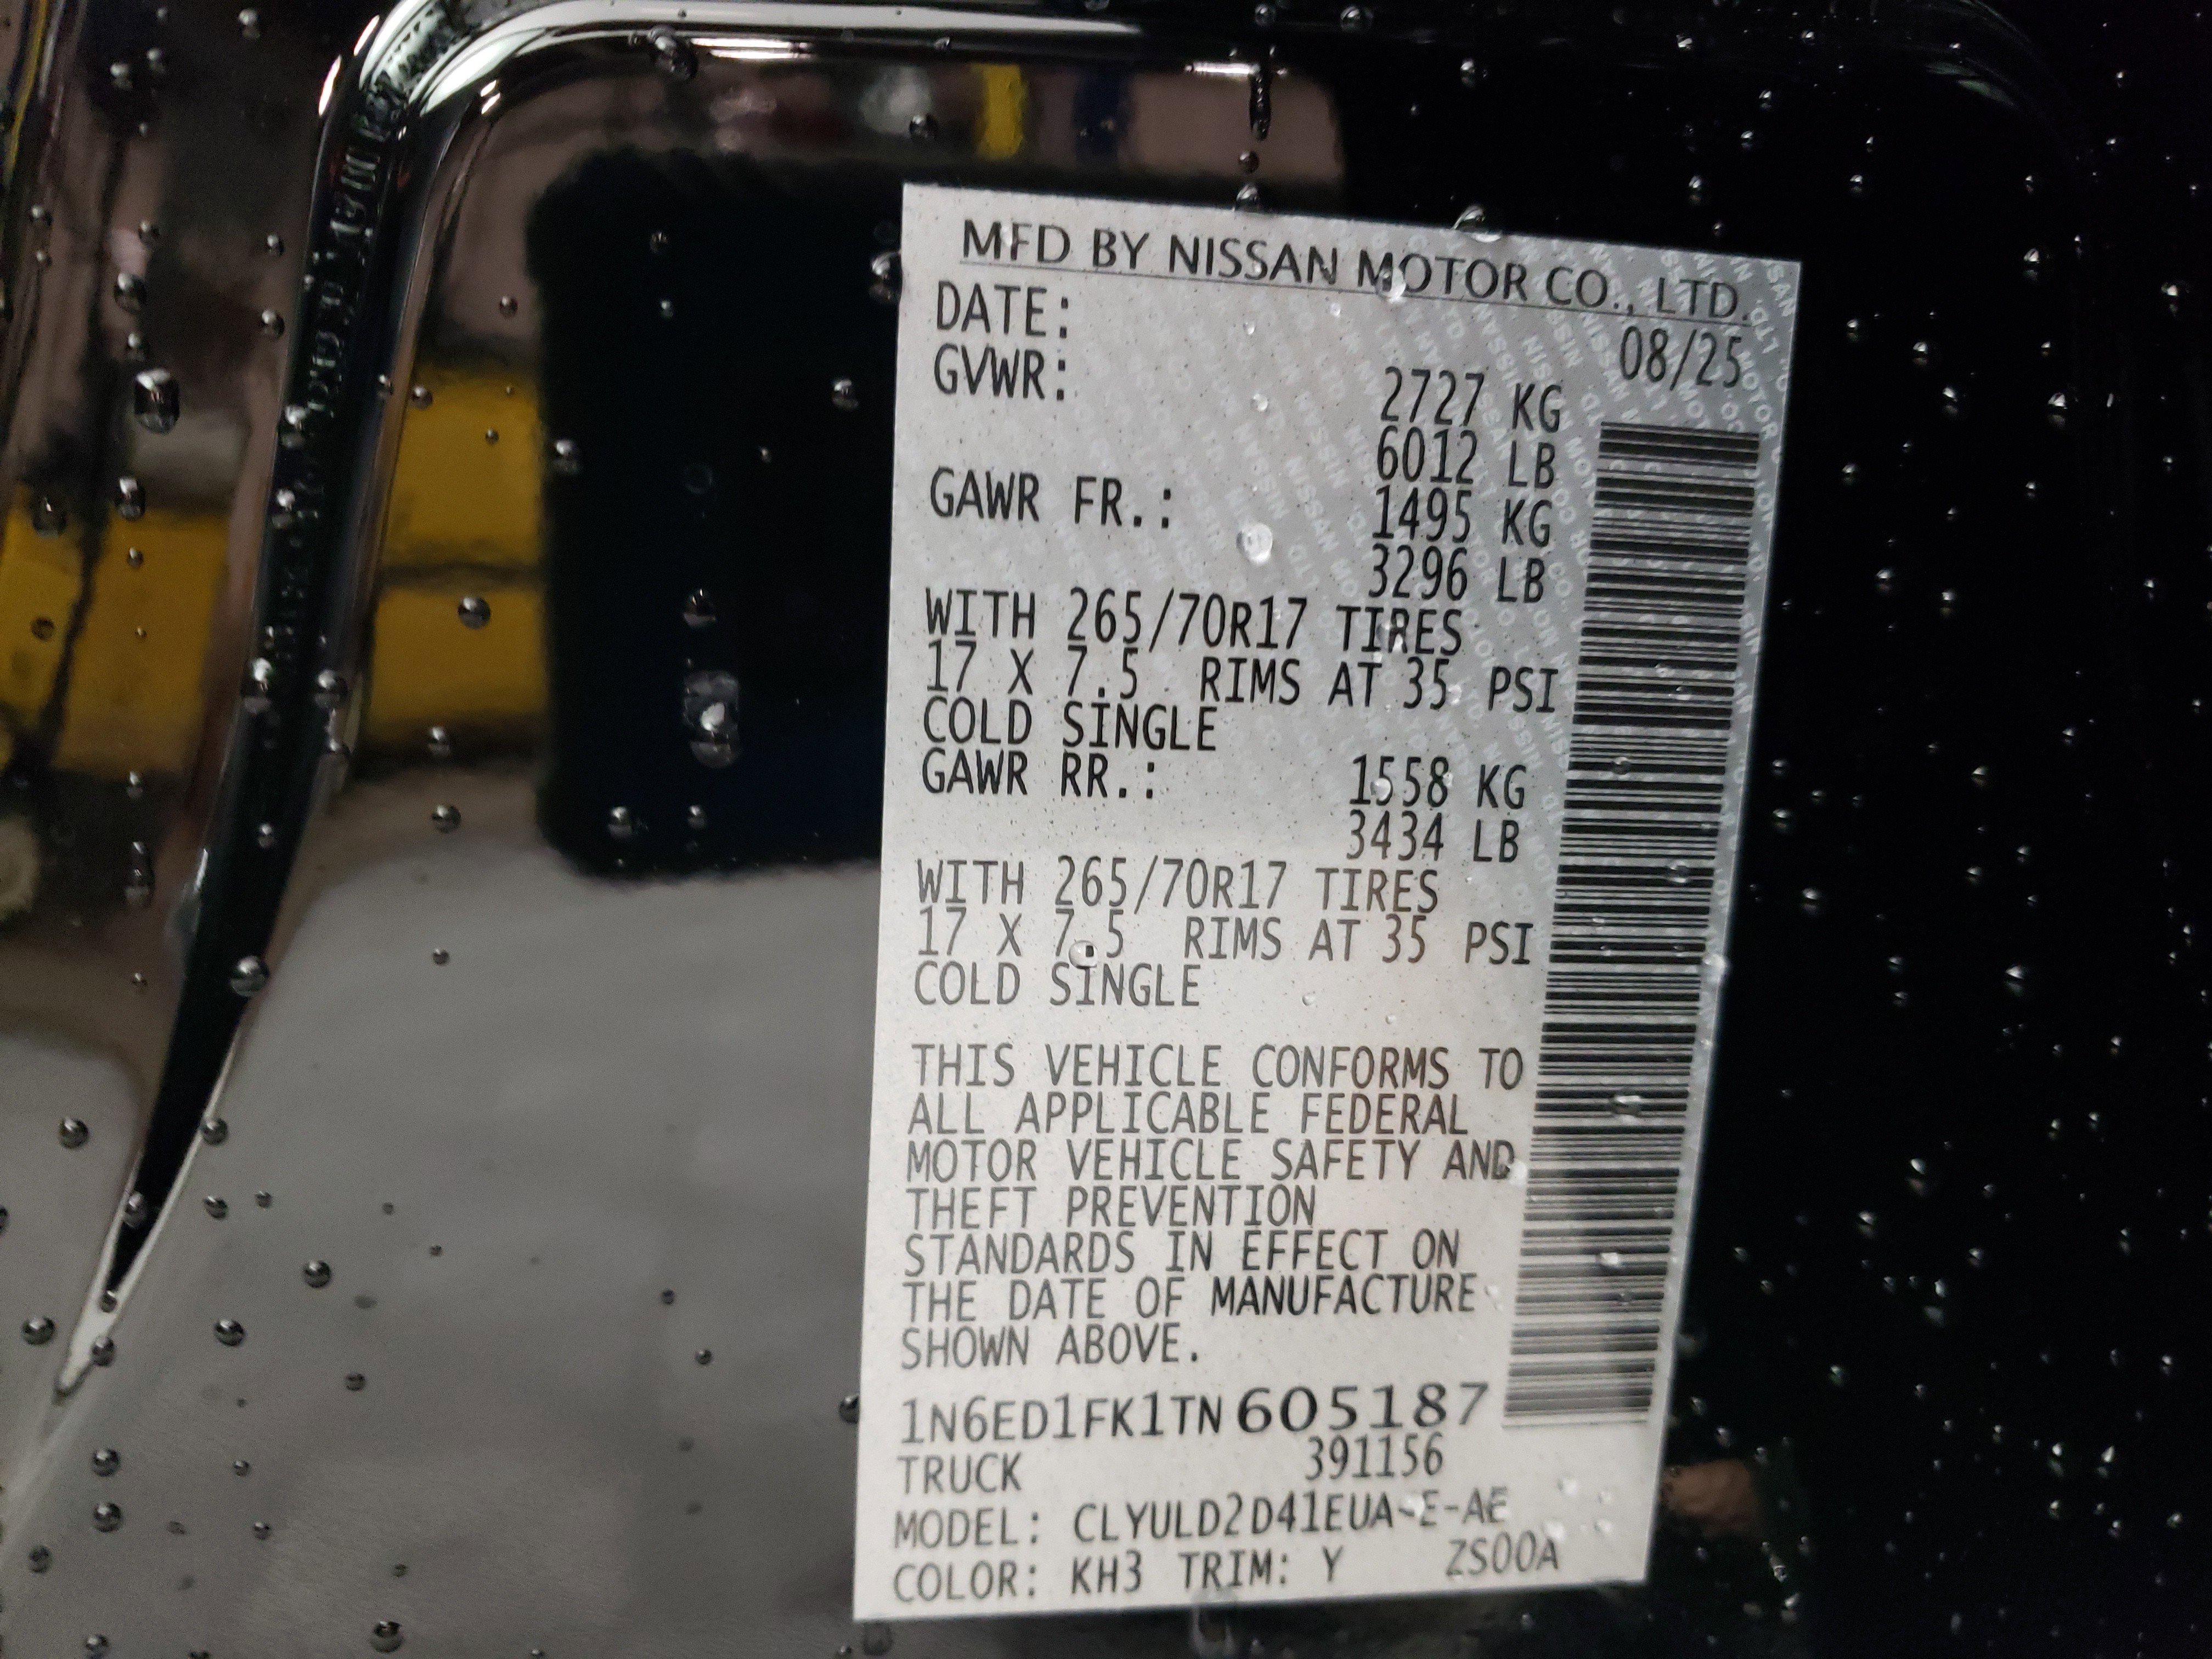 MFD BY NISSAN MOTOR CO., LTD.
DATE: 08/25
GVWR: 2727 KG
6012 LB
GAWR FR.: 1495 KG
3296 LB
WITH 265/70R17 TIRES
17 X 7.5 RIMS AT 35 PSI
COLD SINGLE
GAWR RR.: 1558 KG
3434 LB
WITH 265/70R17 TIRES
17 X 7.5 RIMS AT 35 PSI
COLD SINGLE
THIS VEHICLE CONFORMS TO
ALL APPLICABLE FEDERAL
MOTOR VEHICLE SAFETY AND
THEFT PREVENTION
STANDARDS IN EFFECT ON
THE DATE OF MANUFACTURE
SHOWN ABOVE.
1N6ED1FK1TN605187
TRUCK 391156
MODEL: CLYULD2D41EUA-E-AE
COLOR: KH3 TRIM: Y ZS00A